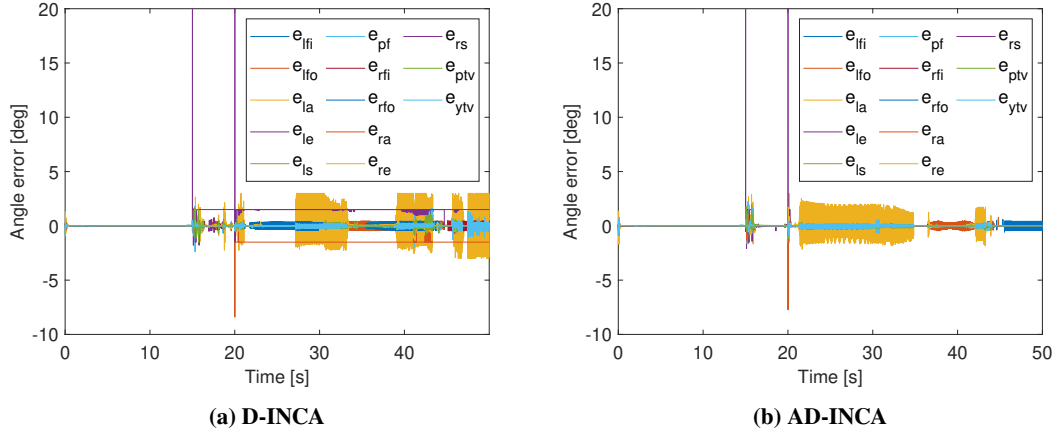 20
15
10
5
0
-5
-10
Angle error [deg]
0
10
20
30
40
Time [s]
e_lfi
e_lfo
e_la
e_le
e_ls
e_pf
e_rfi
e_rfo
e_ra
e_re
e_rs
e_ptv
e_ytv
(a) D-INCA
20
15
10
5
0
-5
-10
Angle error [deg]
0
10
20
30
40
50
Time [s]
e_lfi
e_lfo
e_la
e_le
e_ls
e_pf
e_rfi
e_rfo
e_ra
e_re
e_rs
e_ptv
e_ytv
(b) AD-INCA